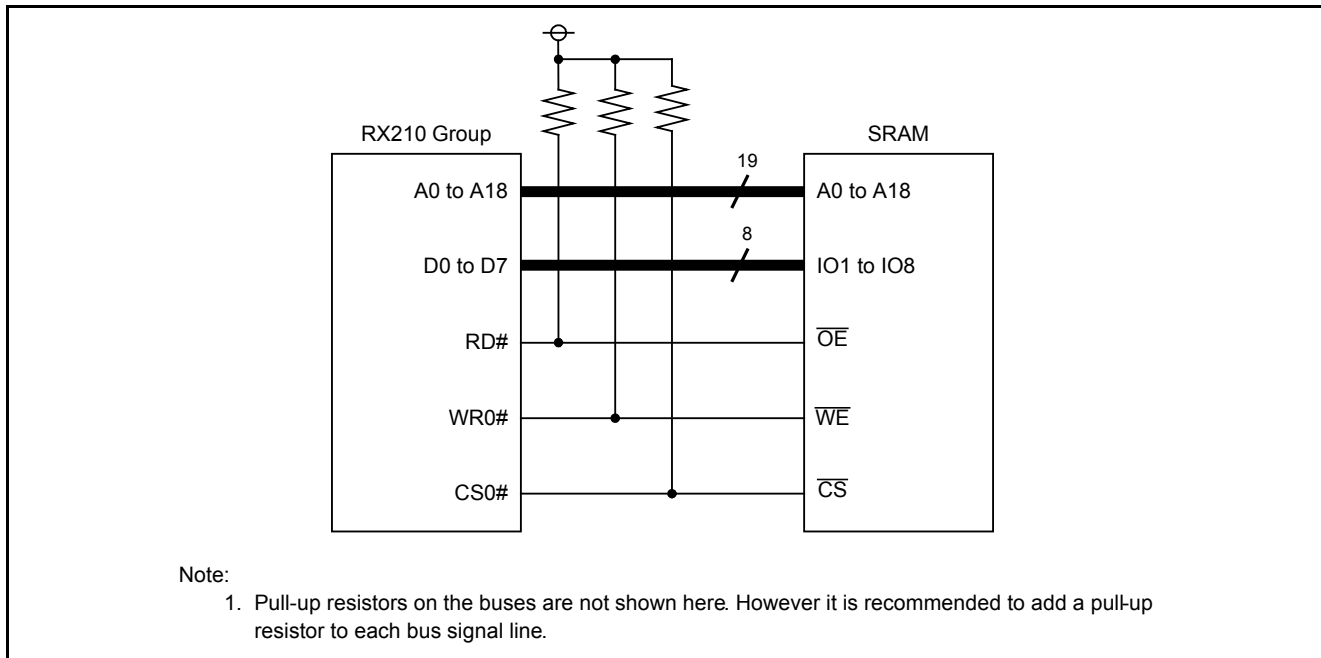 RX210 Group
SRAM
19
A0 to A18
A0 to A18
8
D0 to D7
IO1 to IO8
RD#
OE
WR0#
WE
CS0#
CS
Note:
1. Pull-up resistors on the buses are not shown here. However it is recommended to add a pull-up
resistor to each bus signal line.